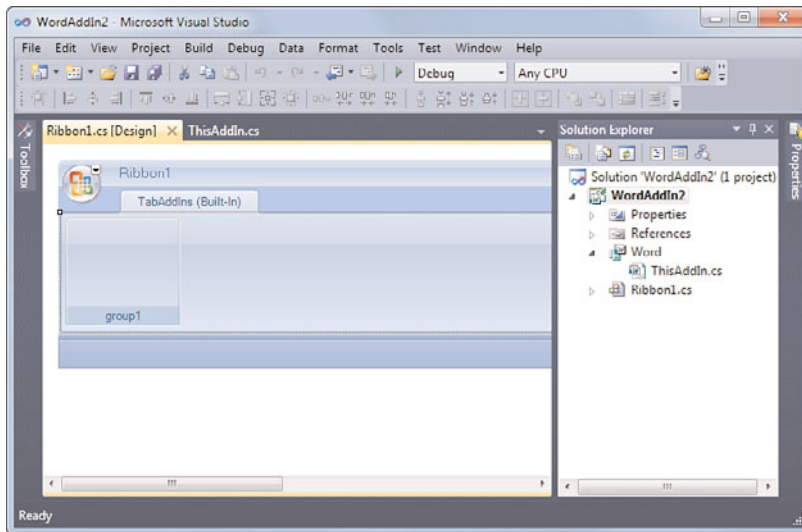 WordAddIn2 - Microsoft Visual Studio
File Edit View Project Build Debug Data Format Tools Test Window Help
Debug Any CPU
Ribbon1.cs [Design] ThisAddIn.cs
Toolbox
Ribbon1
TabAddIns (Built-In)
group1
Solution Explorer
Solution 'WordAddIn2' (1 project)
WordAddIn2
Properties
References
Word
ThisAddIn.cs
Ribbon1.cs
Properties
Ready